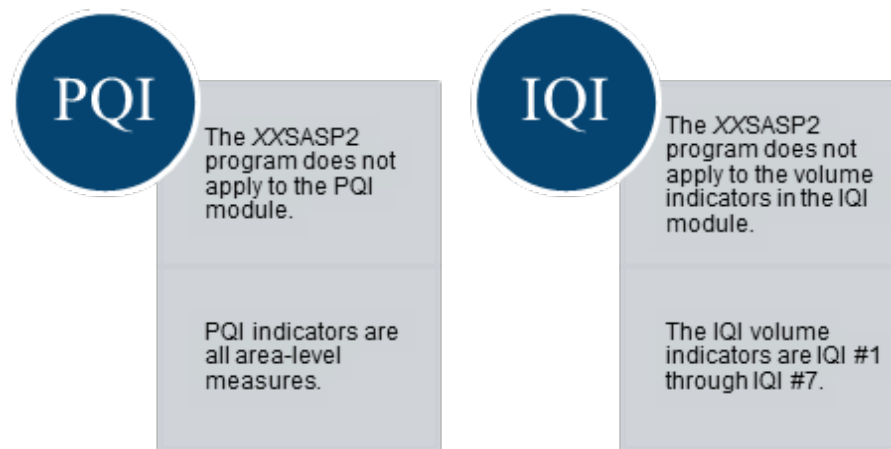 PQI
The XXSASP2
program does not
apply to the PQI
module.
PQI indicators are
all area-level
measures.
IQI
The XXSASP2
program does not
apply to the volume
indicators in the IQI
module.
The IQI volume
indicators are IQI #1
through IQI #7.